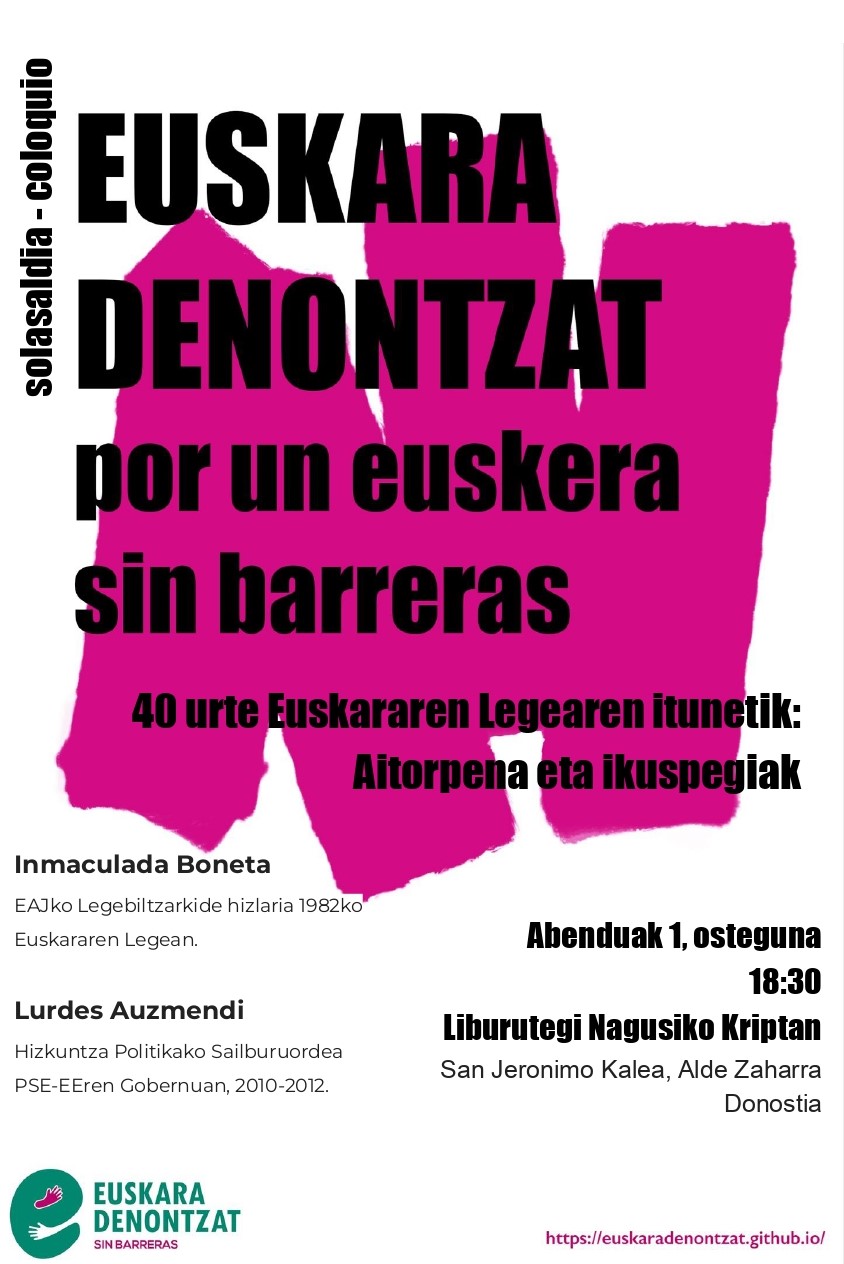 solasaldia - coloquio
EUSKARA
DENONTZAT
por un euskera
sin barreras
40 urte Euskararen Legearen itunetik:
Aitorpena eta ikuspegiak
Inmaculada Boneta
EAJko Legebiltzarkide hizlaria 1982ko
Euskararen Legean.
Lurdes Auzmendi
Hizkuntza Politikako Sailburuordea
PSE-EEren Gobernuan, 2010-2012.
Abenduak 1, osteguna
18:30
Liburutegi Nagusiko Kriptan
San Jeronimo Kalea, Alde Zaharra
Donostia
EUSKARA
DENONTZAT
SIN BARRERAS
https://euskaradenontzat.github.io/